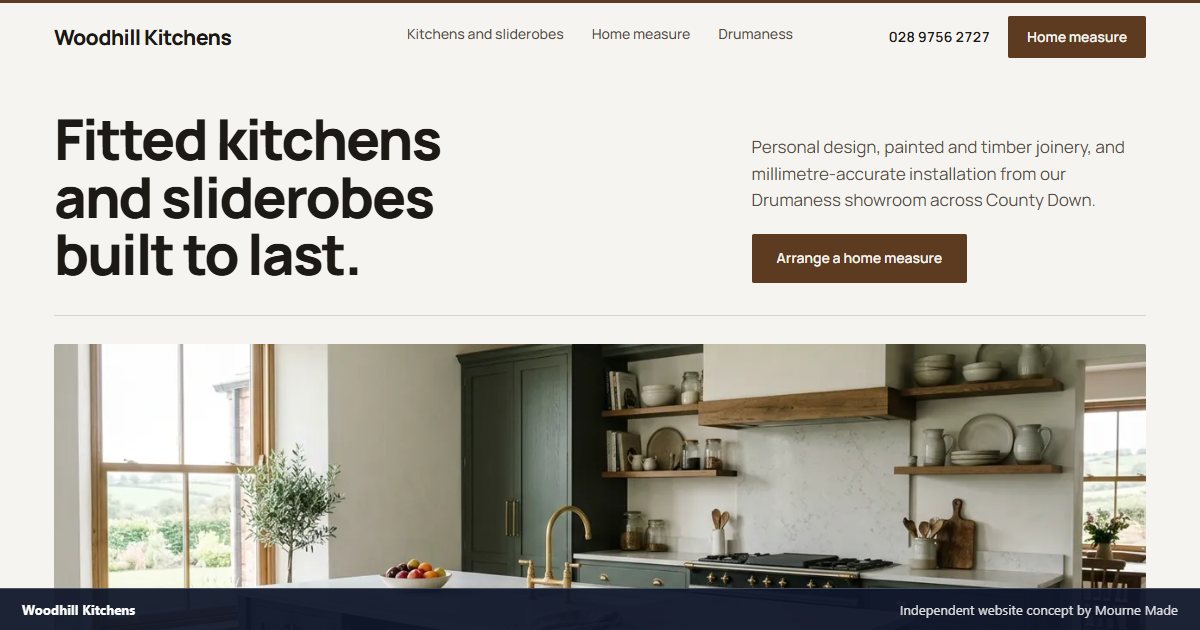 Woodhill Kitchens
Kitchens and sliderobes
Home measure
Drumaness
028 9756 2727
Home measure
Fitted kitchens
and sliderobes
built to last.
Personal design, painted and timber joinery, and
millimetre-accurate installation from our
Drumaness showroom across County Down.
Arrange a home measure
Woodhill Kitchens
Independent website concept by Mourne Made